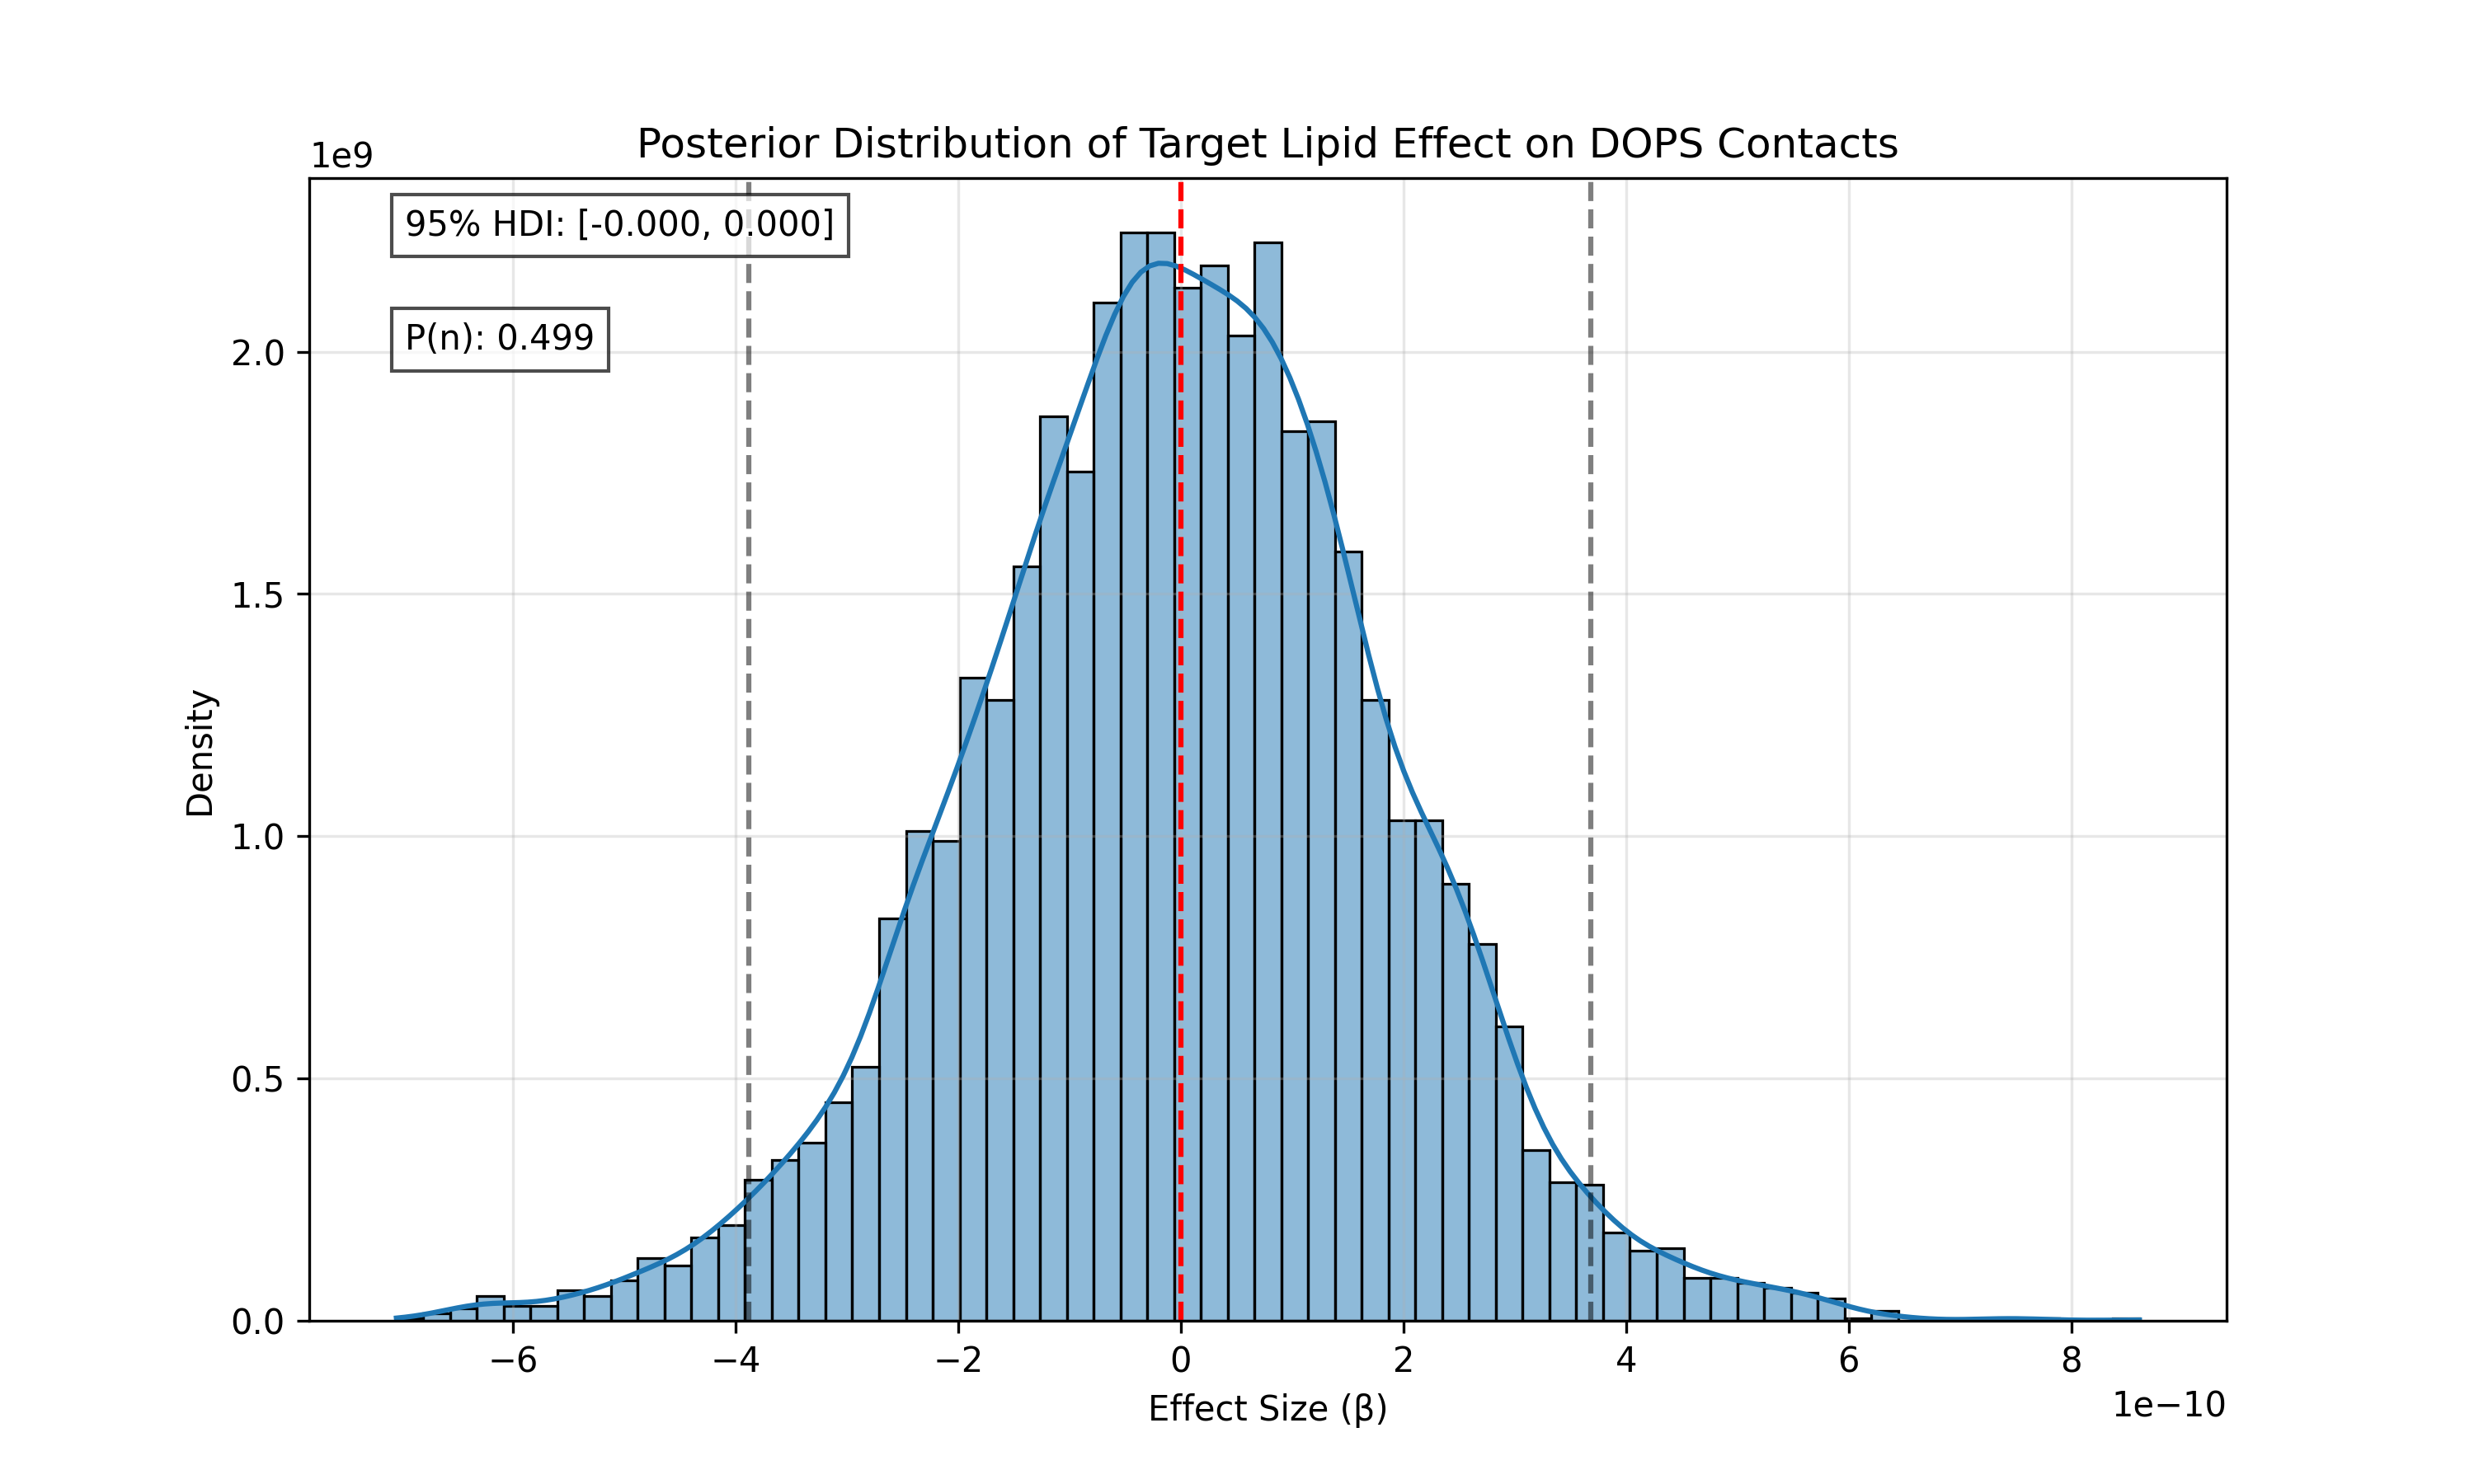 Posterior Distribution of Target Lipid Effect on DOPS Contacts
1e9
95% HDI: [-0.000, 0.000]
P(n): 0.499
2.0
1.5
1.0
0.5
0.0
Density
−6 −4 −2 0 2 4 6 8
1e−10
Effect Size (β)